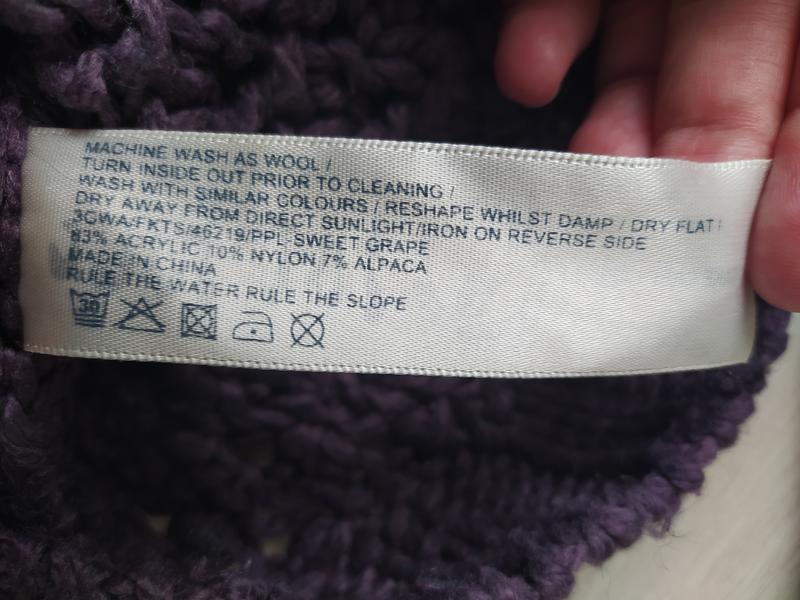 MACHINE WASH AS WOOL /
TURN INSIDE OUT PRIOR TO CLEANING /
WASH WITH SIMILAR COLOURS / RESHAPE WHILST DAMP / DRY FLAT /
DRY AWAY FROM DIRECT SUNLIGHT/IRON ON REVERSE SIDE
3GWA/FKTS/46219/PPL SWEET GRAPE
83% ACRYLIC 10% NYLON 7% ALPACA
MADE IN CHINA
RULE THE WATER RULE THE SLOPE
30